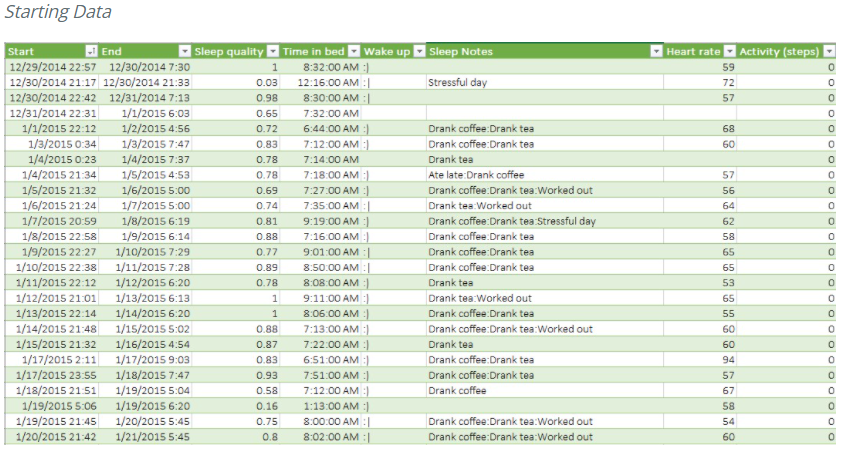 Starting Data
Start End Sleep quality Time in bed Wake up Sleep Notes Heart rate Activity (steps)
12/29/2014 22:57 12/30/2014 7:30 1 8:32:00 AM :) 59 0
12/30/2014 21:17 12/30/2014 21:33 0.03 12:16:00 AM :| Stressful day 72 0
12/30/2014 22:42 12/31/2014 7:13 0.98 8:30:00 AM :| 57 0
12/31/2014 22:31 1/1/2015 6:03 0.65 7:32:00 AM 0
1/1/2015 22:12 1/2/2015 4:56 0.72 6:44:00 AM :) Drank coffee:Drank tea 68 0
1/3/2015 0:34 1/3/2015 7:47 0.83 7:12:00 AM :) Drank coffee:Drank tea 60 0
1/4/2015 0:23 1/4/2015 7:37 0.78 7:14:00 AM Drank tea 0
1/4/2015 21:34 1/5/2015 4:53 0.78 7:18:00 AM :) Ate late:Drank coffee 57 0
1/5/2015 21:32 1/6/2015 5:00 0.69 7:27:00 AM :) Drank coffee:Drank tea:Worked out 56 0
1/6/2015 21:24 1/7/2015 5:00 0.74 7:35:00 AM :| Drank tea:Worked out 64 0
1/7/2015 20:59 1/8/2015 6:19 0.81 9:19:00 AM :) Drank coffee:Drank tea:Stressful day 62 0
1/8/2015 22:58 1/9/2015 6:14 0.88 7:16:00 AM :) Drank coffee:Drank tea 58 0
1/9/2015 22:27 1/10/2015 7:29 0.77 9:01:00 AM :| Drank coffee:Drank tea 65 0
1/10/2015 22:38 1/11/2015 7:28 0.89 8:50:00 AM :) Drank coffee:Drank tea 65 0
1/11/2015 22:12 1/12/2015 6:20 0.78 8:08:00 AM :) Drank tea 53 0
1/12/2015 21:01 1/13/2015 6:13 1 9:11:00 AM :) Drank tea:Worked out 65 0
1/13/2015 22:14 1/14/2015 6:20 1 8:06:00 AM :) Drank coffee:Drank tea 55 0
1/14/2015 21:48 1/15/2015 5:02 0.88 7:13:00 AM :) Drank coffee:Drank tea:Worked out 60 0
1/15/2015 21:32 1/16/2015 4:54 0.87 7:22:00 AM :) Drank tea 60 0
1/17/2015 2:11 1/17/2015 9:03 0.83 6:51:00 AM :) Drank coffee:Drank tea 94 0
1/17/2015 23:55 1/18/2015 7:47 0.93 7:51:00 AM :) Drank coffee:Drank tea 57 0
1/18/2015 21:51 1/19/2015 5:04 0.58 7:12:00 AM :) Drank coffee 67 0
1/19/2015 5:06 1/19/2015 6:20 0.16 1:13:00 AM :) 58 0
1/19/2015 21:45 1/20/2015 5:45 0.75 8:00:00 AM :| Drank coffee:Drank tea:Worked out 54 0
1/20/2015 21:42 1/21/2015 5:45 0.8 8:02:00 AM :| Drank coffee:Drank tea:Worked out 60 0